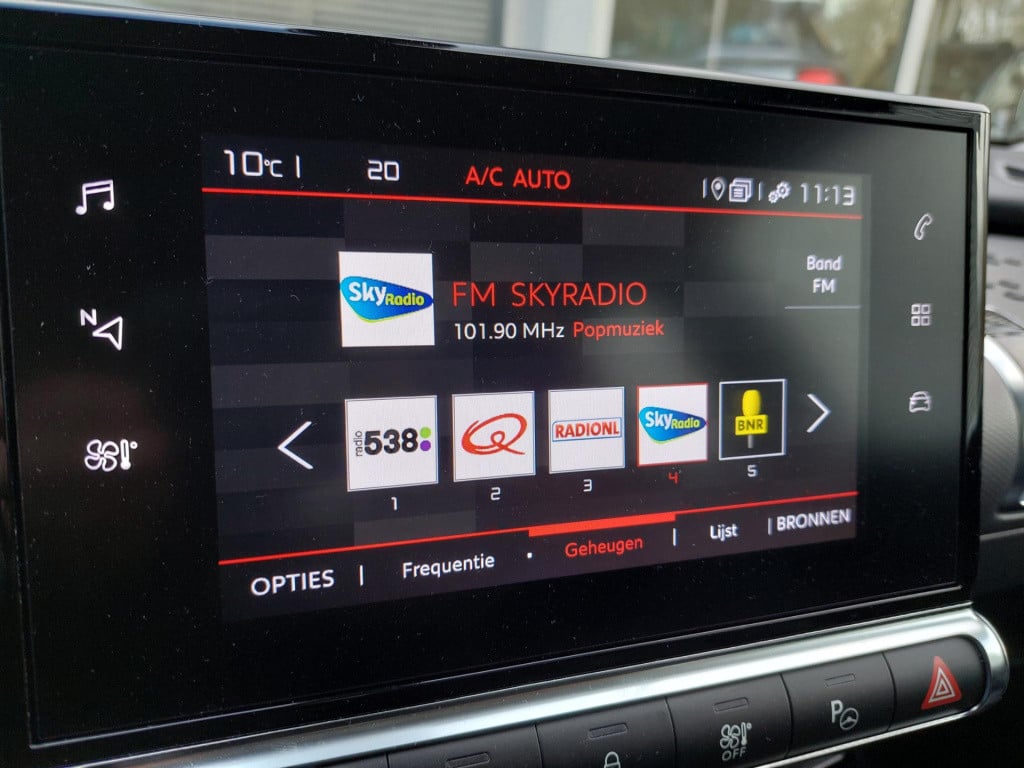 10°C
20
A/C AUTO
11:13
Sky Radio
FM SKYRADIO
101.90 MHz Popmuziek
Band
FM
N
radio 538
Q
RADIONL
Sky Radio
BNR
1
2
3
4
5
OPTIES
Frequentie
Geheugen
Lijst
BRONNEN
OFF
P